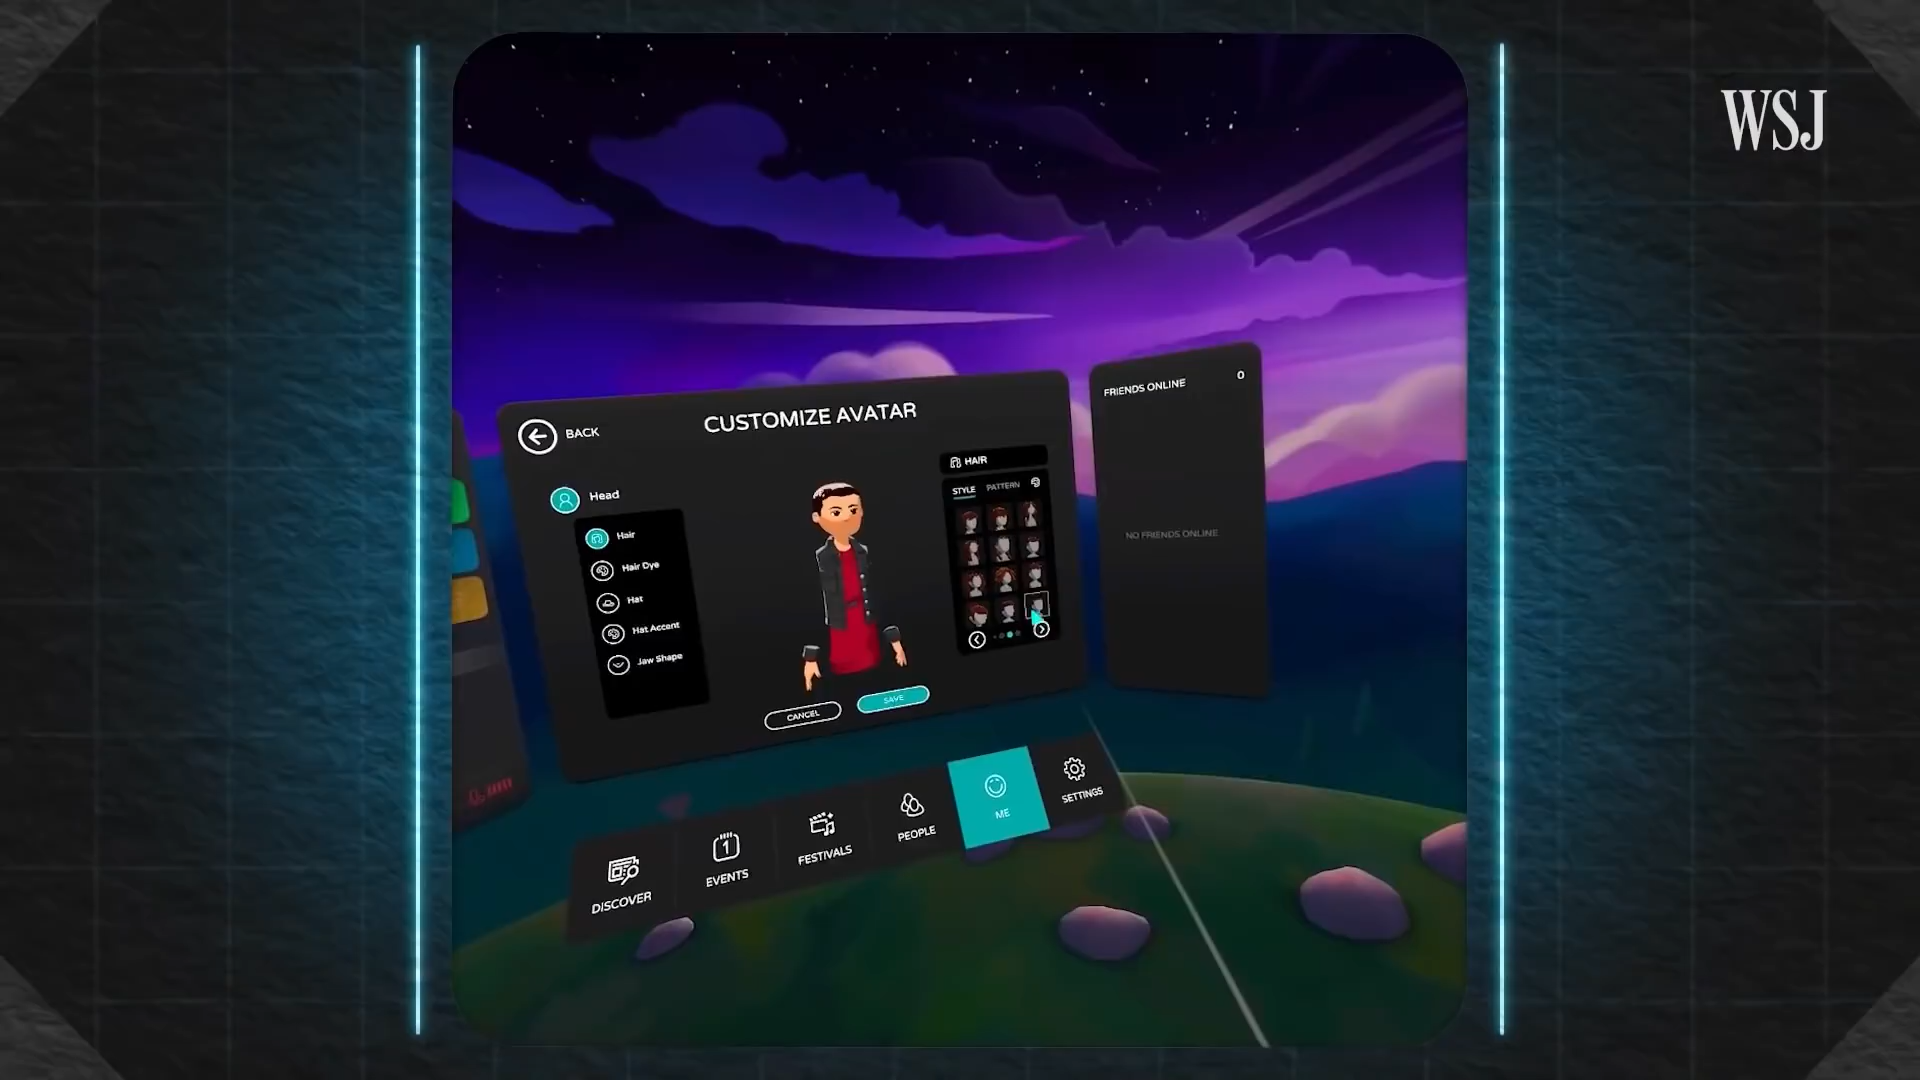 WSJ
BACK
CUSTOMIZE AVATAR
Head
Hair
Hair Dye
Hat
Hat Accent
Jaw Shape
HAIR
STYLE PATTERN
CANCEL
SAVE
FRIENDS ONLINE 0
NO FRIENDS ONLINE
DISCOVER
1
EVENTS
FESTIVALS
PEOPLE
ME
SETTINGS